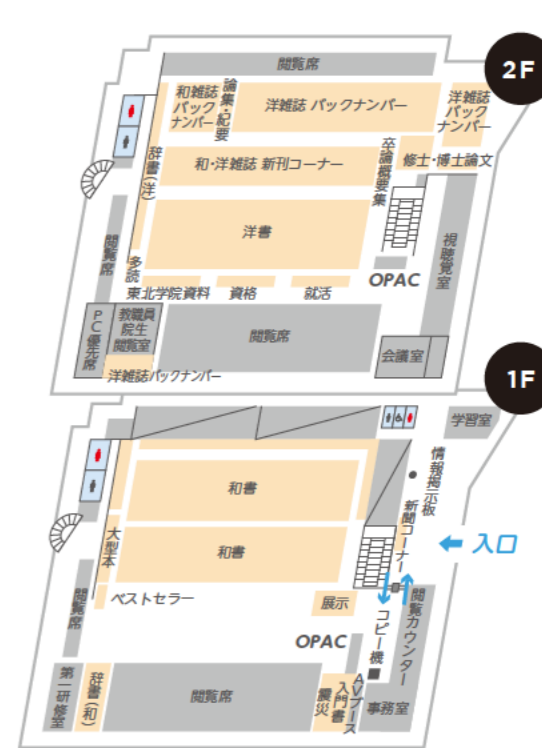 2F
閲覧席
和雑誌
バック
ナンバー
論集・紀要
洋雑誌 バックナンバー
洋雑誌
バック
ナンバー
辞書(洋)
和・洋雑誌 新刊コーナー
卒論概要集
修士・博士論文
洋書
閲覧席
多読
視聴覚室
OPAC
東北学院資料
資格
就活
PC優先席
教職員
院生
閲覧室
閲覧席
会議室
洋雑誌バックナンバー
1F
学習室
和書
情報掲示板
新聞コーナー
入口
大型本
和書
ベストセラー
展示
閲覧席
コピー機
閲覧カウンター
OPAC
第一研修室
辞書(和)
閲覧席
震災
入門書
AVブース
事務室